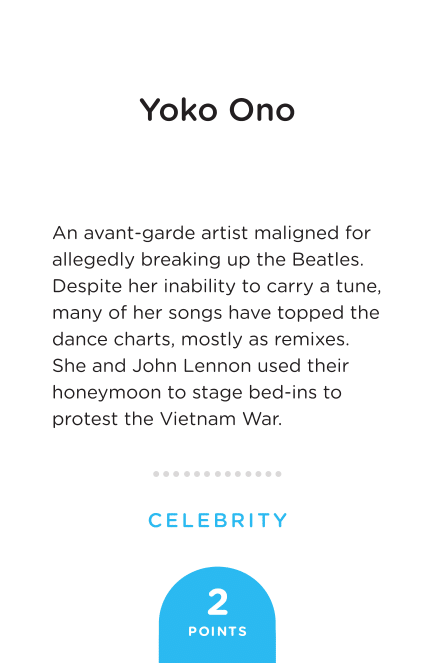 Yoko Ono
An avant-garde artist maligned for
allegedly breaking up the Beatles.
Despite her inability to carry a tune,
many of her songs have topped the
dance charts, mostly as remixes.
She and John Lennon used their
honeymoon to stage bed-ins to
protest the Vietnam War.
CELEBRITY
2
POINTS